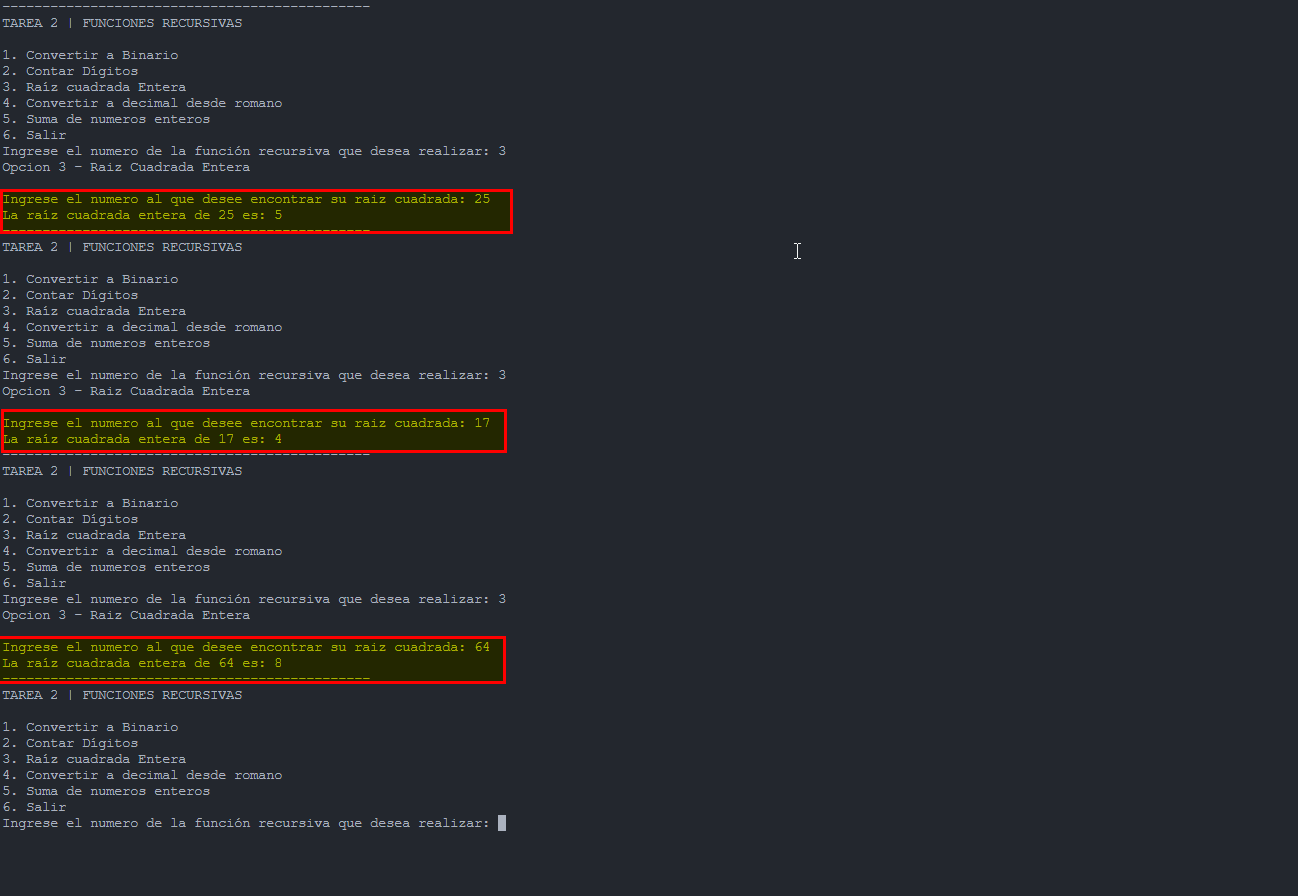 ----------------------------------------------
TAREA 2 | FUNCIONES RECURSIVAS
1. Convertir a Binario
2. Contar Dígitos
3. Raíz cuadrada Entera
4. Convertir a decimal desde romano
5. Suma de numeros enteros
6. Salir
Ingrese el numero de la función recursiva que desea realizar: 3
Opcion 3 - Raiz Cuadrada Entera
Ingrese el numero al que desee encontrar su raiz cuadrada: 25
La raíz cuadrada entera de 25 es: 5
----------------------------------------------
TAREA 2 | FUNCIONES RECURSIVAS
1. Convertir a Binario
2. Contar Dígitos
3. Raíz cuadrada Entera
4. Convertir a decimal desde romano
5. Suma de numeros enteros
6. Salir
Ingrese el numero de la función recursiva que desea realizar: 3
Opcion 3 - Raiz Cuadrada Entera
Ingrese el numero al que desee encontrar su raiz cuadrada: 17
La raíz cuadrada entera de 17 es: 4
----------------------------------------------
TAREA 2 | FUNCIONES RECURSIVAS
1. Convertir a Binario
2. Contar Dígitos
3. Raíz cuadrada Entera
4. Convertir a decimal desde romano
5. Suma de numeros enteros
6. Salir
Ingrese el numero de la función recursiva que desea realizar: 3
Opcion 3 - Raiz Cuadrada Entera
Ingrese el numero al que desee encontrar su raiz cuadrada: 64
La raíz cuadrada entera de 64 es: 8
----------------------------------------------
TAREA 2 | FUNCIONES RECURSIVAS
1. Convertir a Binario
2. Contar Dígitos
3. Raíz cuadrada Entera
4. Convertir a decimal desde romano
5. Suma de numeros enteros
6. Salir
Ingrese el numero de la función recursiva que desea realizar: